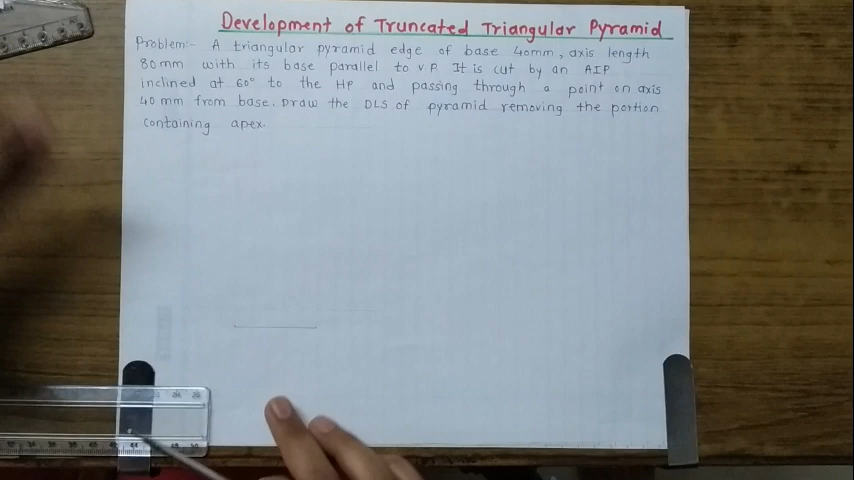 Development of Truncated Triangular Pyramid
Problem:- A triangular pyramid edge of base 40mm, axis length
80mm with its base parallel to V.P. It is cut by an AIP
inclined at 60° to the HP and passing through a point on axis
40 mm from base. Draw the DLS of pyramid removing the portion
containing apex.